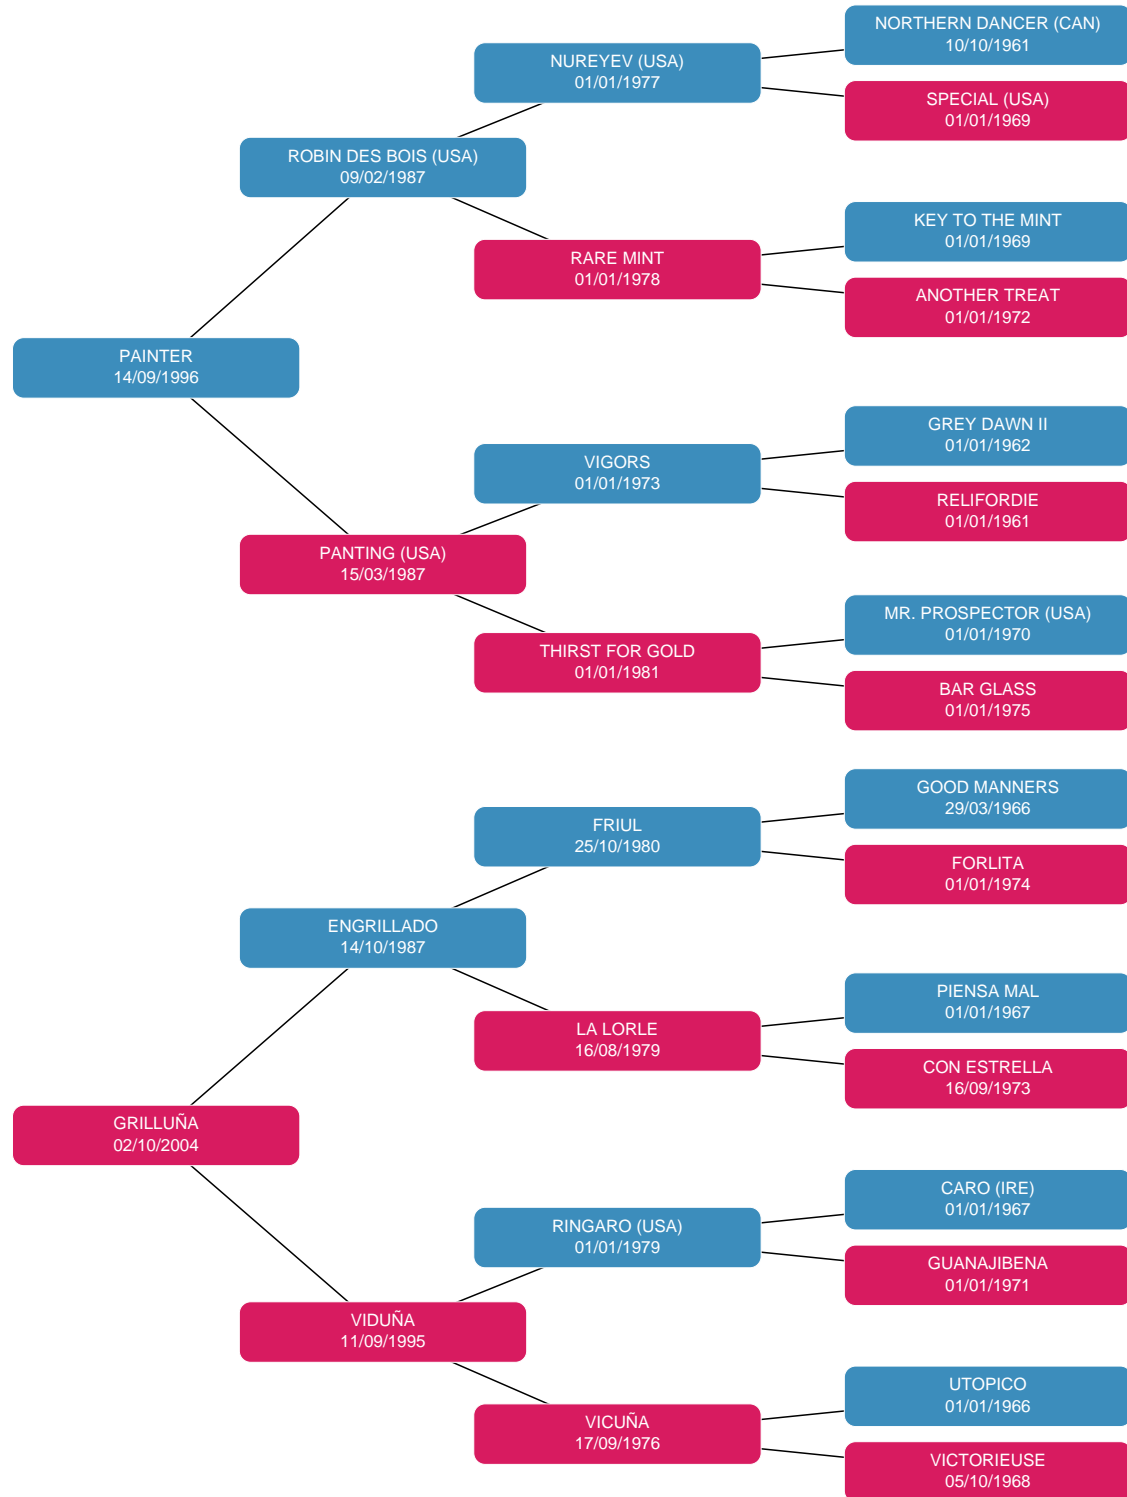 NORTHERN DANCER (CAN)
10/10/1961
NUREYEV (USA)
01/01/1977
SPECIAL (USA)
01/01/1969
ROBIN DES BOIS (USA)
09/02/1987
KEY TO THE MINT
01/01/1969
RARE MINT
01/01/1978
ANOTHER TREAT
01/01/1972
PAINTER
14/09/1996
GREY DAWN II
01/01/1962
VIGORS
01/01/1973
RELIFORDIE
01/01/1961
PANTING (USA)
15/03/1987
MR. PROSPECTOR (USA)
01/01/1970
THIRST FOR GOLD
01/01/1981
BAR GLASS
01/01/1975
GOOD MANNERS
29/03/1966
FRIUL
25/10/1980
FORLITA
01/01/1974
ENGRILLADO
14/10/1987
PIENSA MAL
01/01/1967
LA LORLE
16/08/1979
CON ESTRELLA
16/09/1973
GRILLUÑA
02/10/2004
CARO (IRE)
01/01/1967
RINGARO (USA)
01/01/1979
GUANAJIBENA
01/01/1971
VIDUÑA
11/09/1995
UTOPICO
01/01/1966
VICUÑA
17/09/1976
VICTORIEUSE
05/10/1968